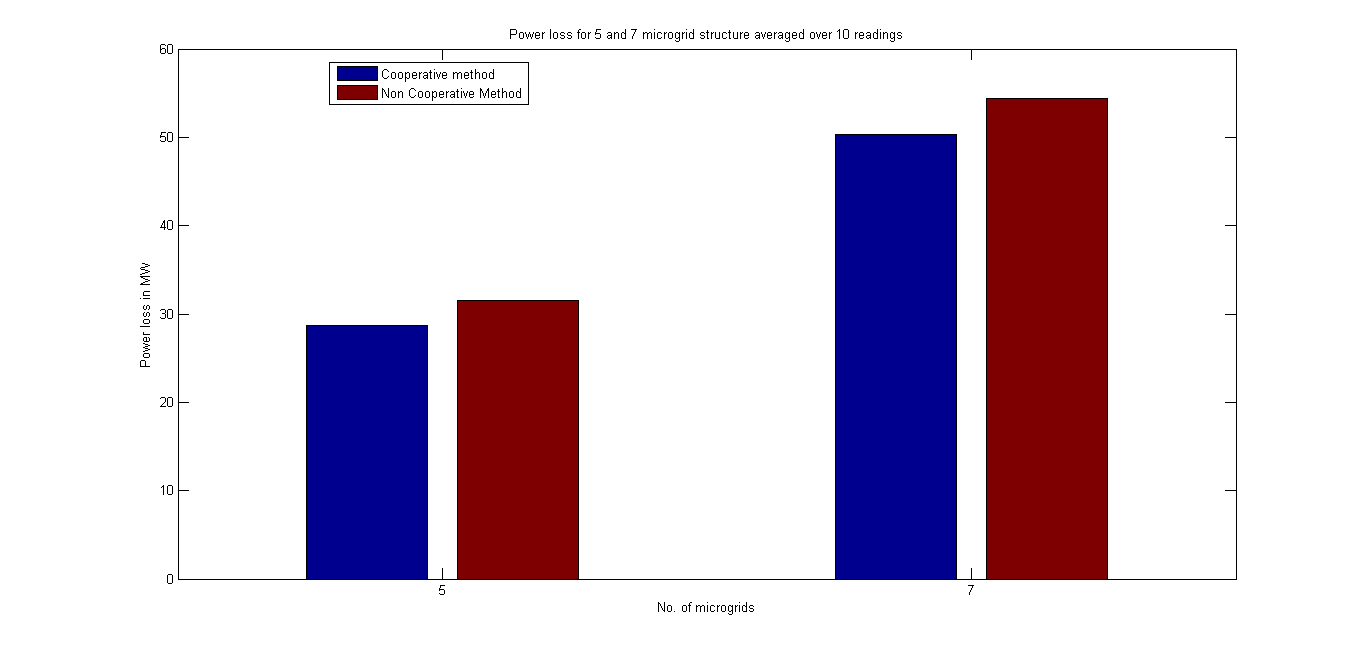 Power loss for 5 and 7 microgrid structure averaged over 10 readings
60
Cooperative method
Non Cooperative Method
50
40
30
20
10
0
Power loss in MW
5
7
No. of microgrids